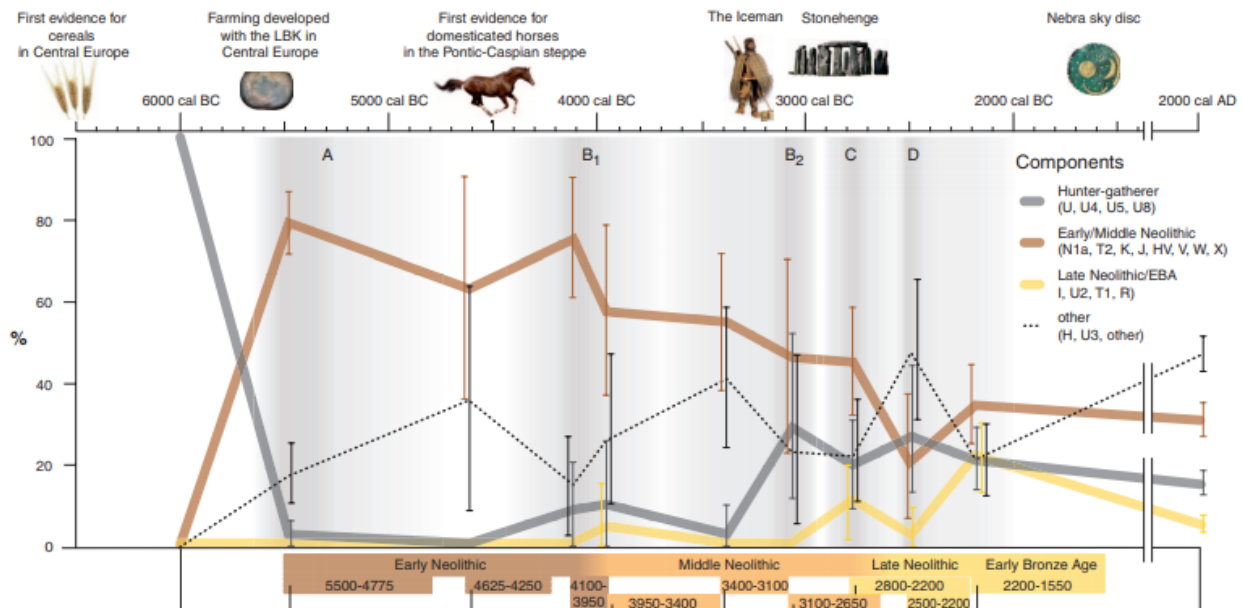 First evidence for
cereals
in Central Europe
Farming developed
with the LBK in
Central Europe
First evidence for
domesticated horses
in the Pontic-Caspian steppe
The Iceman
Stonehenge
Nebra sky disc
6000 cal BC
5000 cal BC
4000 cal BC
3000 cal BC
2000 cal BC
2000 cal AD
100
80
60
40
20
0
%
A
B1
B2
C
D
Components
Hunter-gatherer
(U, U4, U5, U8)
Early/Middle Neolithic
(N1a, T2, K, J, HV, V, W, X)
Late Neolithic/EBA
I, U2, T1, R)
other
(H, U3, other)
Early Neolithic
Middle Neolithic
Late Neolithic
Early Bronze Age
5500-4775
4625-4250
4100-
3950
3950-3400
3400-3100
3100-2650
2800-2200
2500-2200
2200-1550